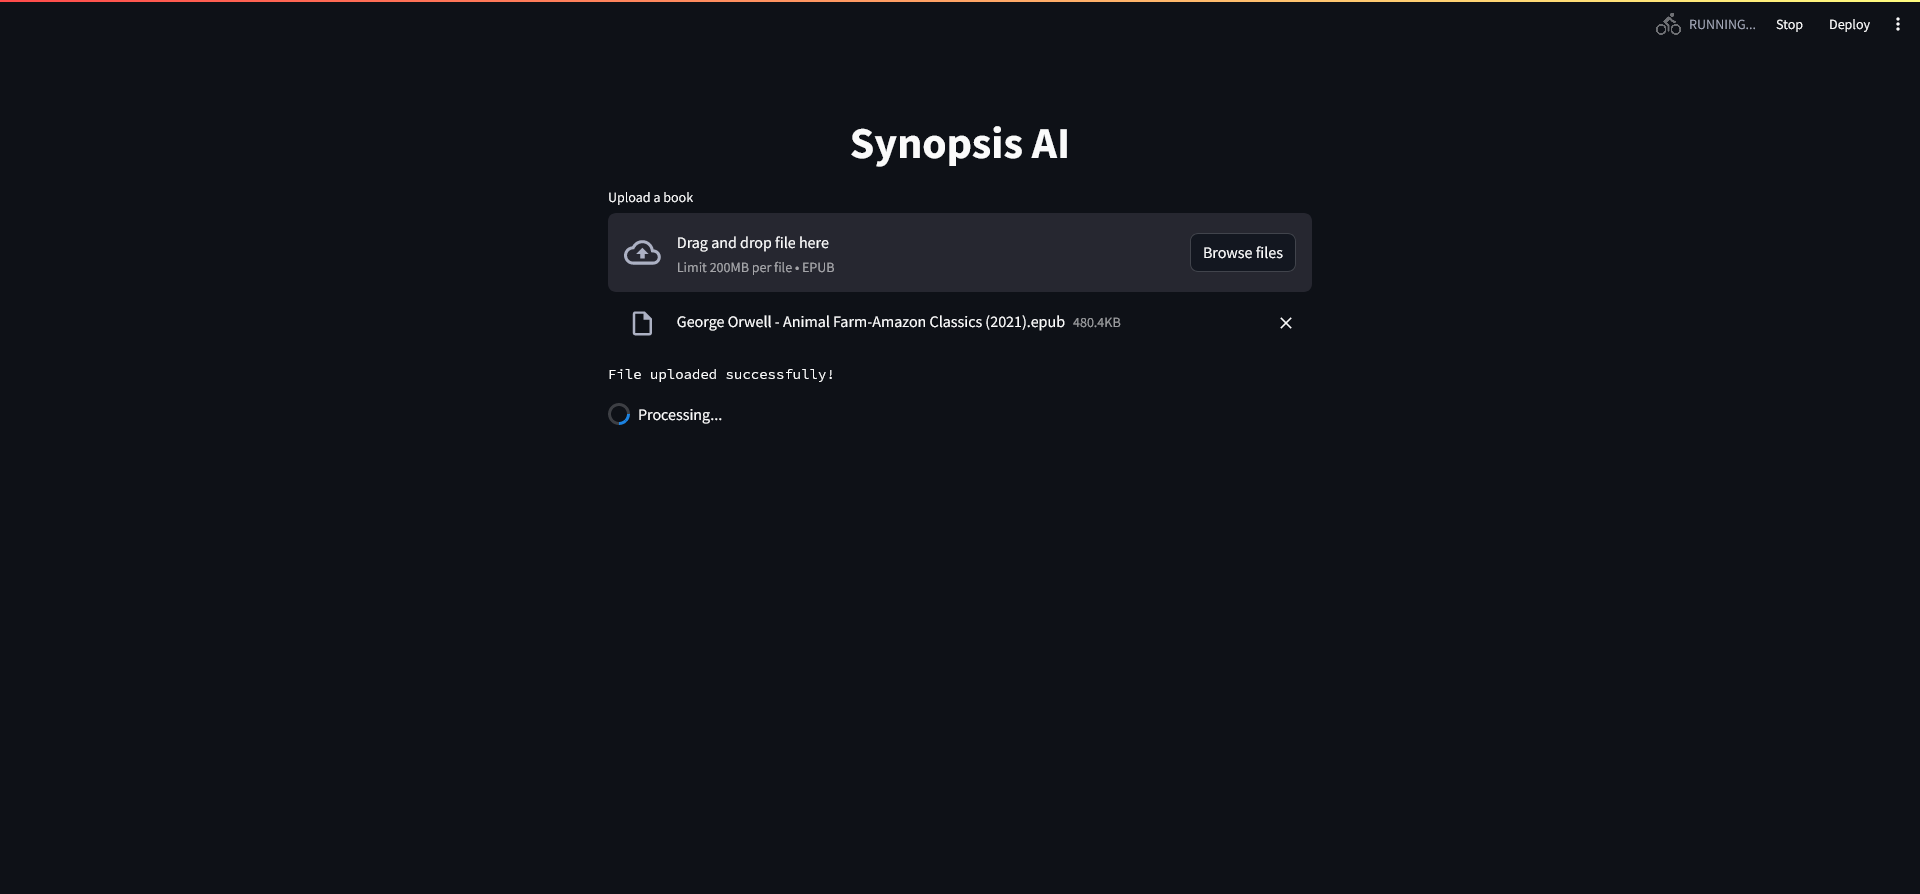 RUNNING...
Stop
Deploy
Synopsis AI
Upload a book
Drag and drop file here
Limit 200MB per file • EPUB
Browse files
George Orwell - Animal Farm-Amazon Classics (2021).epub 480.4KB
File uploaded successfully!
Processing...